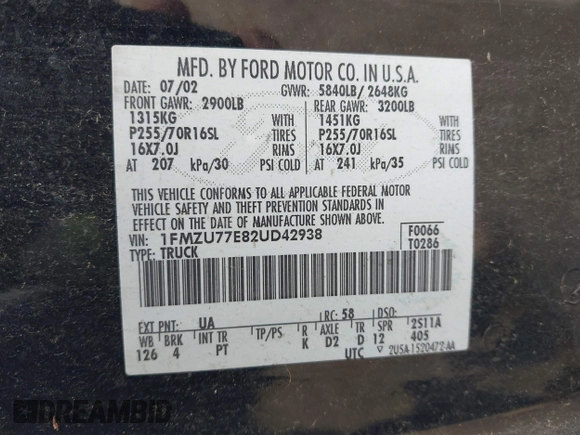 MFD. BY FORD MOTOR CO. IN U.S.A.
DATE: 07/02 GVWR: 5840LB/ 2648KG
FRONT GAWR: 2900LB REAR GAWR: 3200LB
1315KG WITH 1451KG WITH
P255/70R16SL TIRES P255/70R16SL TIRES
16X7.0J RIMS 16X7.0J RIMS
AT 207 kPa/30 PSI COLD AT 241 kPa/35 PSI COLD
THIS VEHICLE CONFORMS TO ALL APPLICABLE FEDERAL MOTOR
VEHICLE SAFETY AND THEFT PREVENTION STANDARDS IN
EFFECT ON THE DATE OF MANUFACTURE SHOWN ABOVE.
VIN: 1FMZU77E82UD42938 F0066
TYPE: TRUCK T0286
EXT PNT: UA RC: 58 DSO:
WB BRK INT TR TP/PS R AXLE TR SPR 2S11A
126 4 PT K D2 D 12 405
UTC 2USA-1520472-AA
DREAMBID